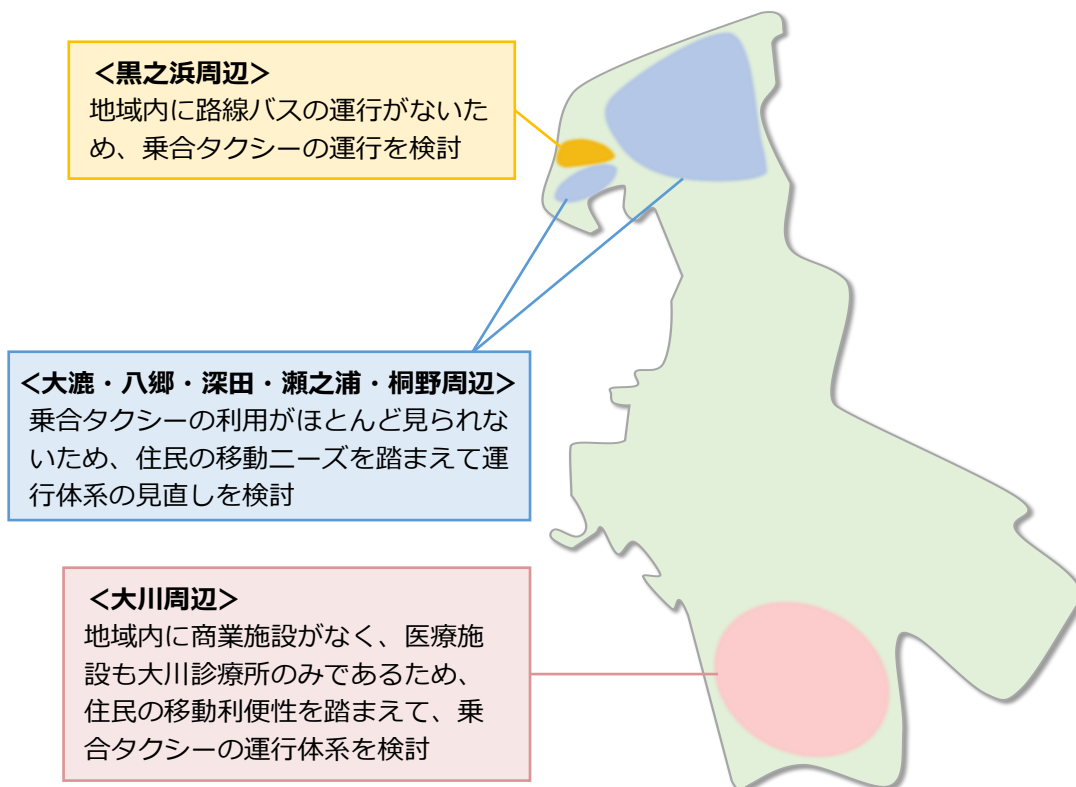 ＜黒之浜周辺＞
地域内に路線バスの運行がないた
め、乗合タクシーの運行を検討
＜大漉・八郷・深田・瀬之浦・桐野周辺＞
乗合タクシーの利用がほとんど見られな
いため、住民の移動ニーズを踏まえて運
行体系の見直しを検討
＜大川周辺＞
地域内に商業施設がなく、医療施
設も大川診療所のみであるため、
住民の移動利便性を踏まえて、乗
合タクシーの運行体系を検討